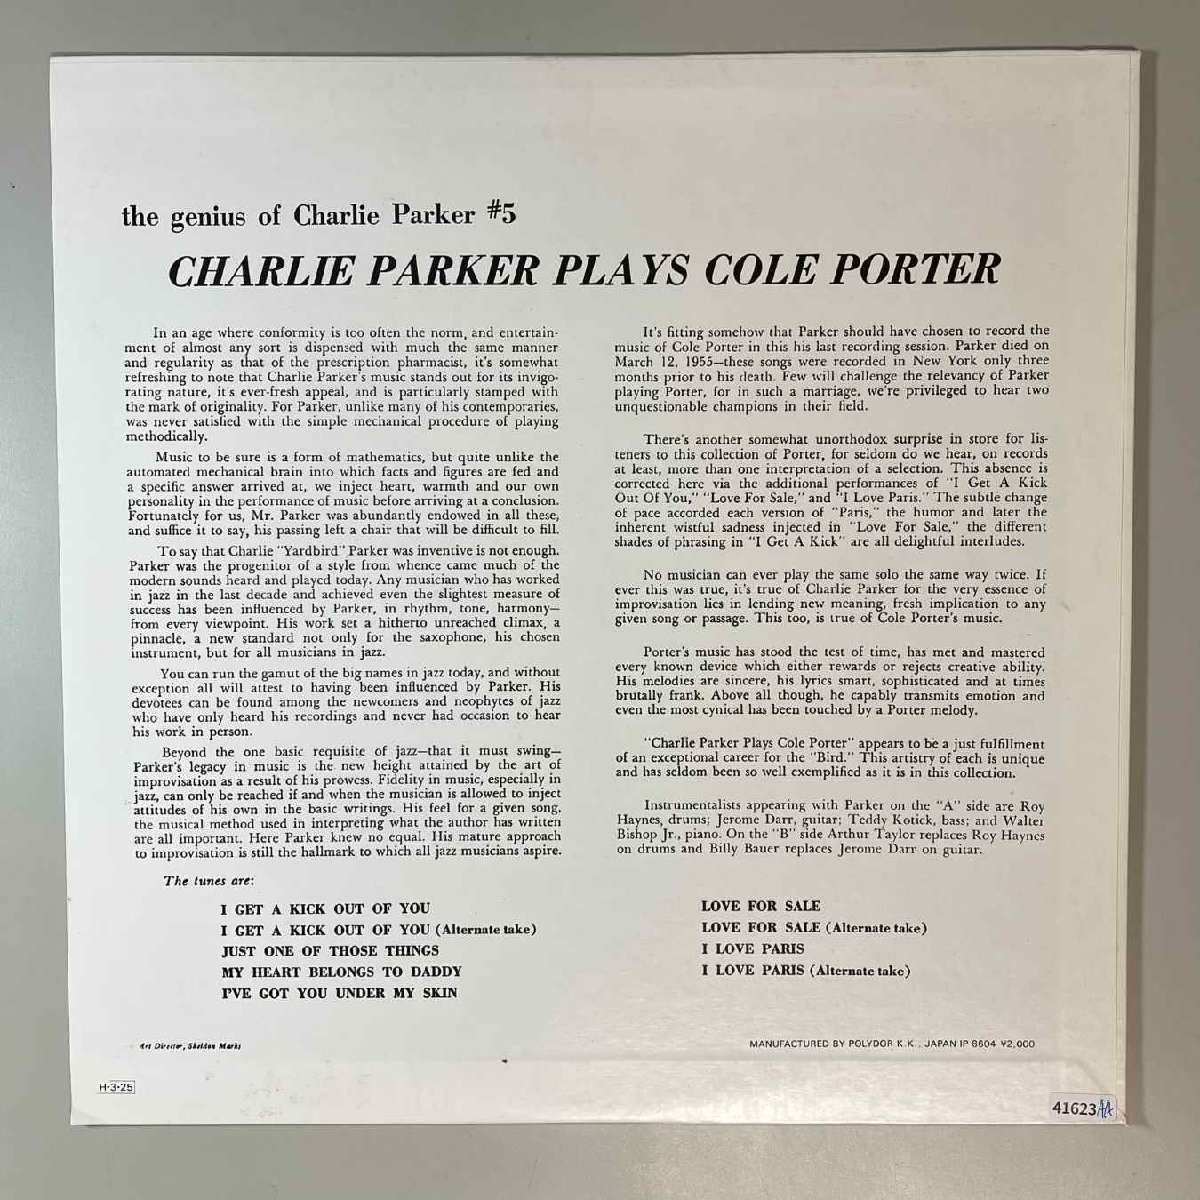 the genius of Charlie Parker #5
CHARLIE PARKER PLAYS COLE PORTER
In an age where conformity is too often the norm, and entertain-
ment of almost any sort is dispensed with much the same manner
and regularity as that of the prescription pharmacist, it's somewhat
refreshing to note that Charlie Parker's music stands out for its invigo-
rating nature, it's ever-fresh appeal, and is particularly stamped with
the mark of originality. For Parker, unlike many of his contemporaries,
was never satisfied with the simple mechanical procedure of playing
methodically.
Music to be sure is a form of mathematics, but quite unlike the
automated mechanical brain into which facts and figures are fed and
a specific answer arrived at, we inject heart, warmth and our own
personality in the performance of music before arriving at a conclusion.
Fortunately for us, Mr. Parker was abundantly endowed in all these,
and suffice it to say, his passing left a chair that will be difficult to fill.
To say that Charlie "Yardbird" Parker was inventive is not enough.
Parker was the progenitor of a style from whence came much of the
modern sounds heard and played today. Any musician who has worked
in jazz in the last decade and achieved even the slightest measure of
success has been influenced by Parker, in rhythm, tone, harmony—
from every viewpoint. His work set a hitherto unreached climax, a
pinnacle, a new standard not only for the saxophone, his chosen
instrument, but for all musicians in jazz.
You can run the gamut of the big names in jazz today, and without
exception all will attest to having been influenced by Parker. His
devotees can be found among the newcomers and neophytes of jazz
who have only heard his recordings and never had occasion to hear
his work in person.
Beyond the one basic requisite of jazz—that it must swing—
Parker's legacy in music is the new height attained by the art of
improvisation as a result of his prowess. Fidelity in music, especially in
jazz, can only be reached if and when the musician is allowed to inject
attitudes of his own in the basic writings. His feel for a given song,
the musical method used in interpreting what the author has written
are all important. Here Parker knew no equal. His mature approach
to improvisation is still the hallmark to which all jazz musicians aspire.
It's fitting somehow that Parker should have chosen to record the
music of Cole Porter in this his last recording session. Parker died on
March 12, 1955—these songs were recorded in New York only three
months prior to his death. Few will challenge the relevancy of Parker
playing Porter, for in such a marriage, we're privileged to hear two
unquestionable champions in their field.
There's another somewhat unorthodox surprise in store for lis-
teners to this collection of Porter, for seldom do we hear, on records
at least, more than one interpretation of a selection. This absence is
corrected here via the additional performances of "I Get A Kick
Out Of You," "Love For Sale," and "I Love Paris." The subtle change
of pace accorded each version of "Paris," the humor and later the
inherent wistful sadness injected in "Love For Sale," the different
shades of phrasing in "I Get A Kick" are all delightful interludes.
No musician can ever play the same solo the same way twice. If
ever this was true, it's true of Charlie Parker for the very essence of
improvisation lies in lending new meaning, fresh implication to any
given song or passage. This too, is true of Cole Porter's music.
Porter's music has stood the test of time, has met and mastered
every known device which either rewards or rejects creative ability.
His melodies are sincere, his lyrics smart, sophisticated and at times
brutally frank. Above all though, he capably transmits emotion and
even the most cynical has been touched by a Porter melody.
"Charlie Parker Plays Cole Porter" appears to be a just fulfillment
of an exceptional career for the "Bird." This artistry of each is unique
and has seldom been so well exemplified as it is in this collection.
Instrumentalists appearing with Parker on the "A" side are Roy
Haynes, drums; Jerome Darr, guitar; Teddy Kotick, bass; and Walter
Bishop Jr., piano. On the "B" side Arthur Taylor replaces Roy Haynes
on drums and Billy Bauer replaces Jerome Darr on guitar.
The tunes are:
I GET A KICK OUT OF YOU
I GET A KICK OUT OF YOU (Alternate take)
JUST ONE OF THOSE THINGS
MY HEART BELONGS TO DADDY
I'VE GOT YOU UNDER MY SKIN
LOVE FOR SALE
LOVE FOR SALE (Alternate take)
I LOVE PARIS
I LOVE PARIS (Alternate take)
Art Director, Sheldon Marks
MANUFACTURED BY POLYDOR K.K., JAPAN IP 8604 ¥2,000
H-3-25
41623 AA